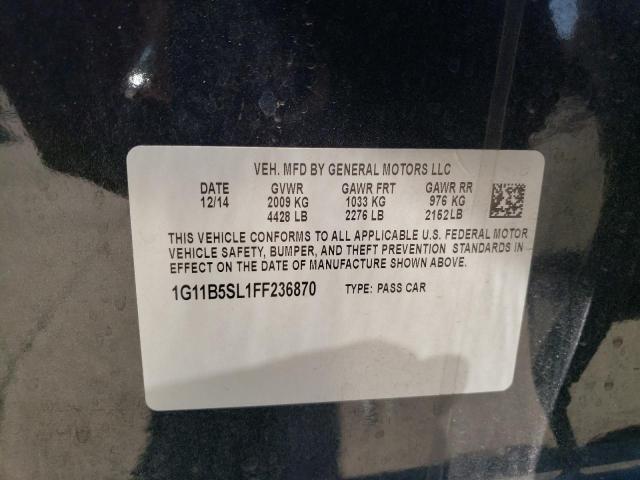 VEH. MFD BY GENERAL MOTORS LLC
DATE GVWR GAWR FRT GAWR RR
12/14 2009 KG 1033 KG 976 KG
4428 LB 2276 LB 2152 LB
THIS VEHICLE CONFORMS TO ALL APPLICABLE U.S. FEDERAL MOTOR
VEHICLE SAFETY, BUMPER, AND THEFT PREVENTION STANDARDS IN
EFFECT ON THE DATE OF MANUFACTURE SHOWN ABOVE.
1G11B5SL1FF236870 TYPE: PASS CAR